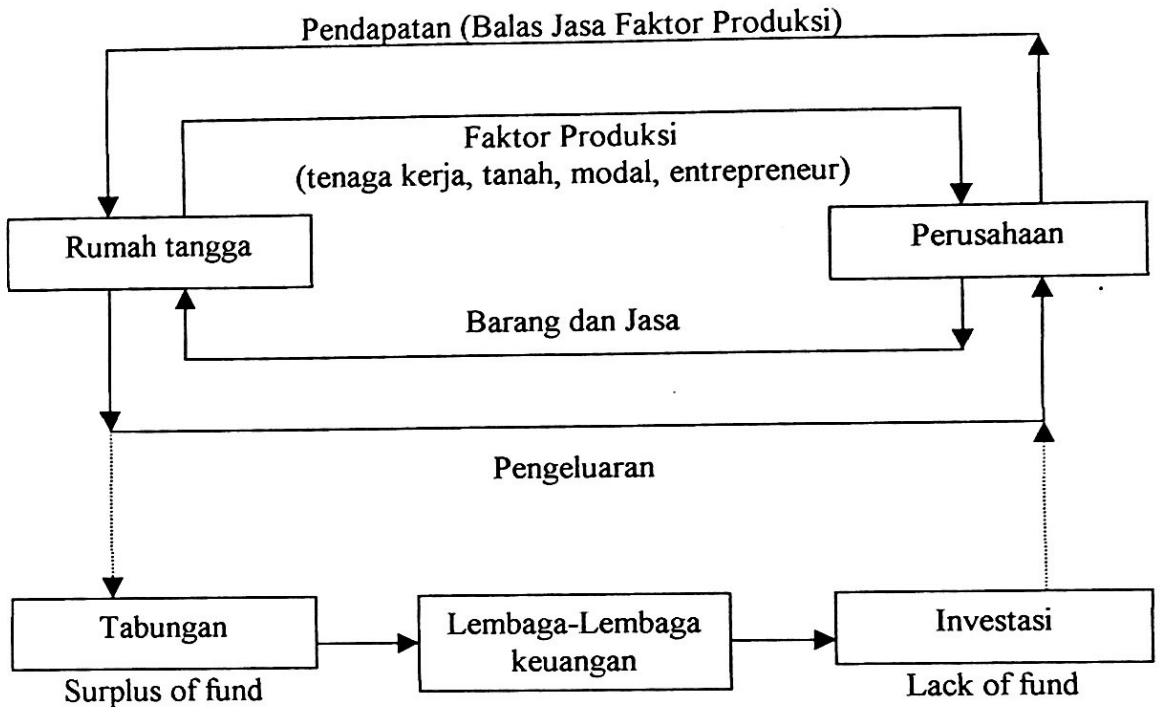 Pendapatan (Balas Jasa Faktor Produksi)
Faktor Produksi
(tenaga kerja, tanah, modal, entrepreneur)
Rumah tangga
Perusahaan
Barang dan Jasa
Pengeluaran
Tabungan
Lembaga-Lembaga
keuangan
Investasi
Surplus of fund
Lack of fund